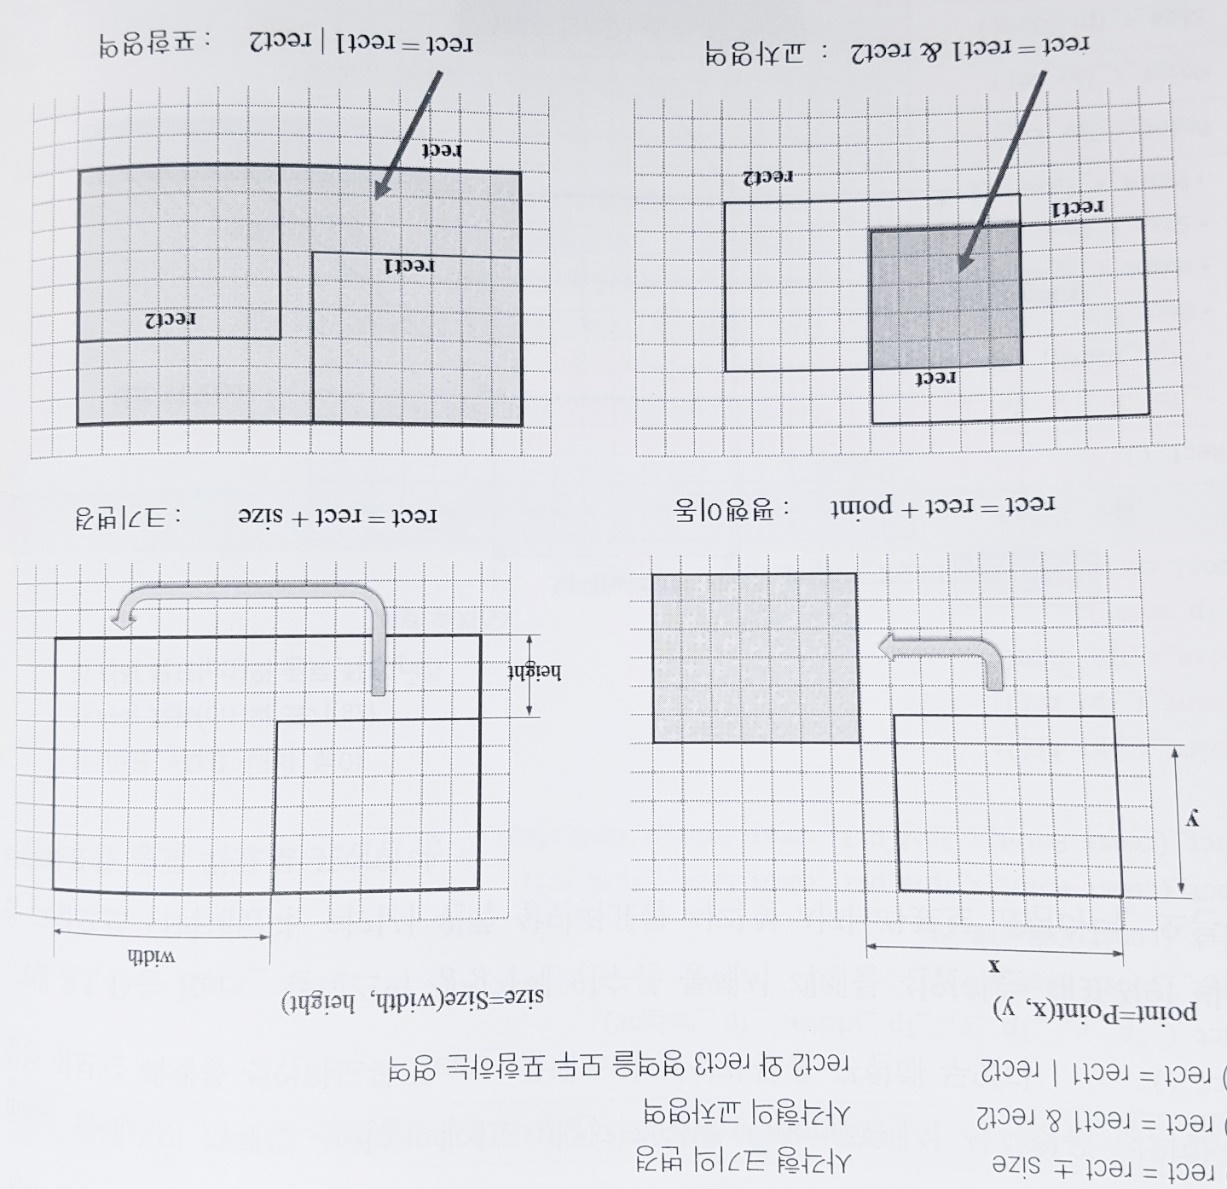 rect = rect ± size 사각형 크기의 변경
) rect = rect1 & rect2 사각형의 교차영역
) rect = rect1 | rect2 rect2 와 rect3 영역을 모두 포함하는 영역
point=Point(x, y)
size=Size(width, height)
x
width
y
height
rect = rect + point : 평행이동
rect = rect + size : 크기변경
rect
rect1
rect2
rect2
rect1
rect
rect = rect1 & rect2 : 교차영역
rect = rect1 | rect2 : 포함영역